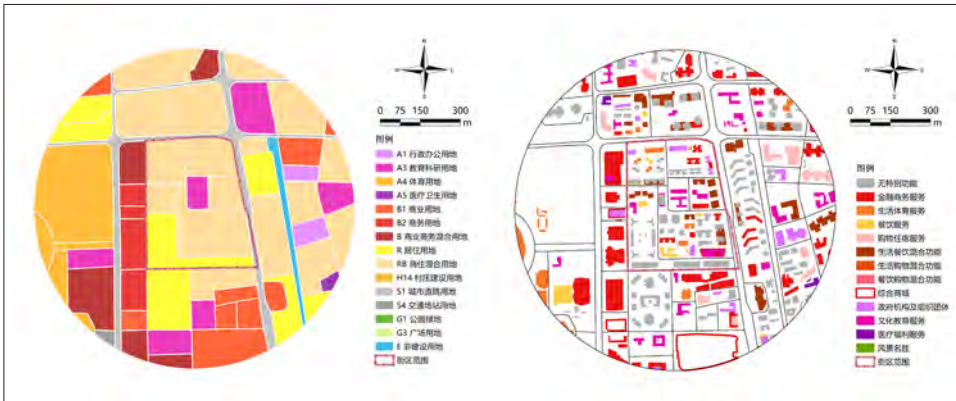 N
0 75 150 300
m
图例
A1 行政办公用地
A3 教育科研用地
A4 体育用地
A5 医疗卫生用地
B1 商业用地
B2 商务用地
B 商业商务混合用地
R 居住用地
RB 商住混合用地
H14 村庄建设用地
S1 城市道路用地
S4 交通场站用地
G1 公园绿地
G3 广场用地
E 非建设用地
街区范围
N
0 75 150 300
m
图例
无特别功能
金融商务服务
生活体育服务
餐饮服务
购物住宿服务
生活餐饮混合功能
生活购物混合功能
餐饮购物混合功能
综合商城
政府机构及组织团体
文化教育服务
医疗福利服务
风景名胜
街区范围